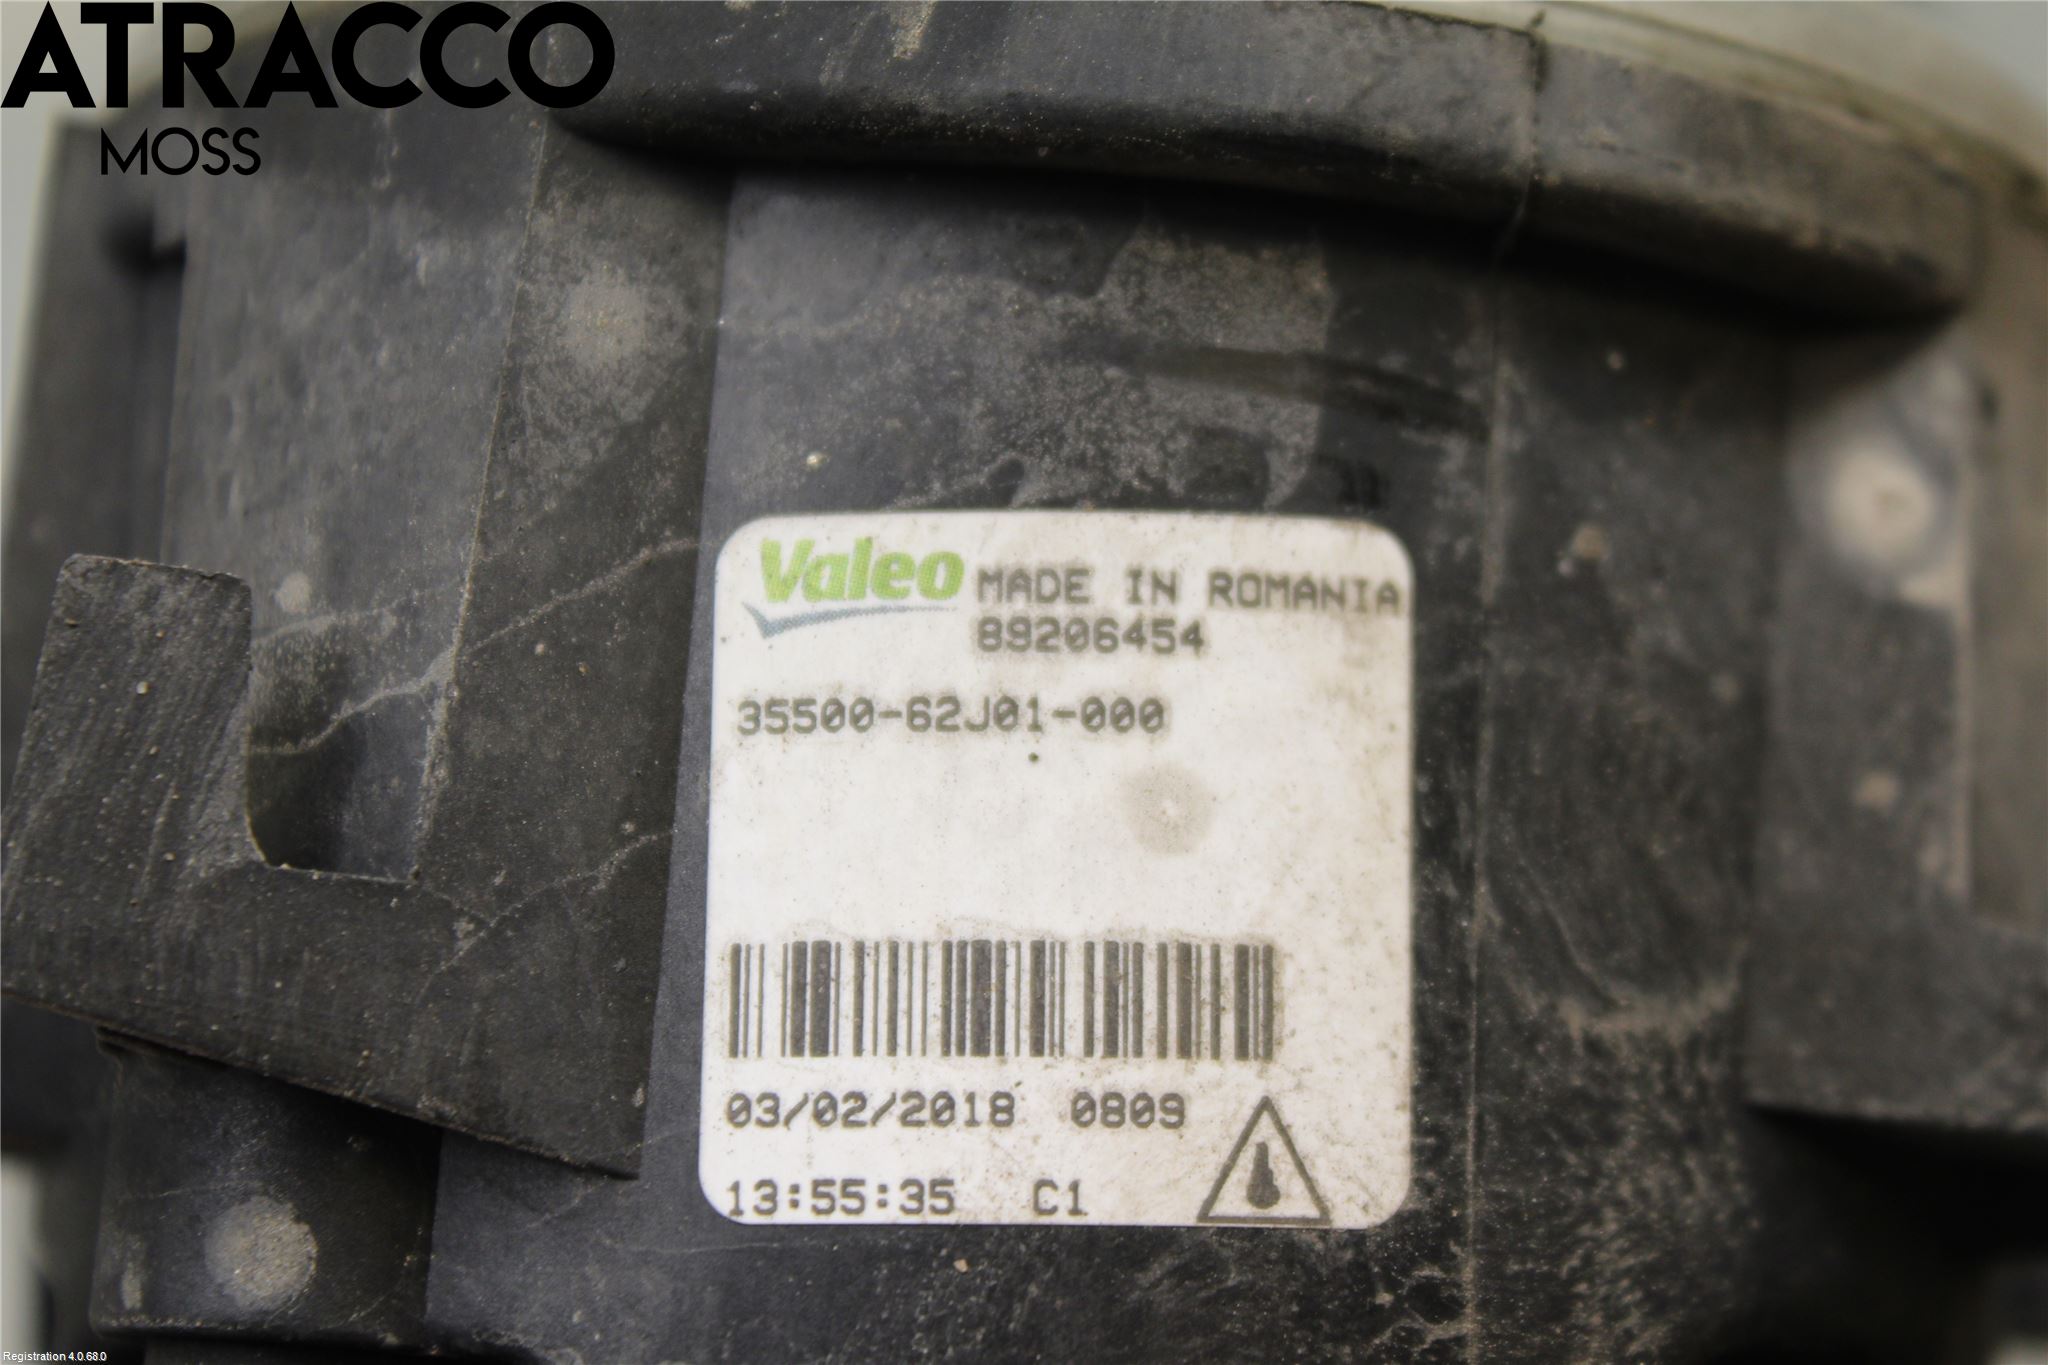 ATRACCO
MOSS
Valeo MADE IN ROMANIA
89206454
35500-62J01-000
03/02/2018 0809
13:55:35 C1
Registration 4.0.68.0